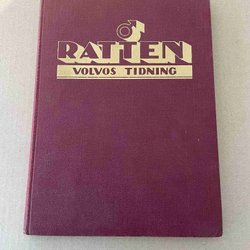 RATTEN
VOLVOS TIDNING